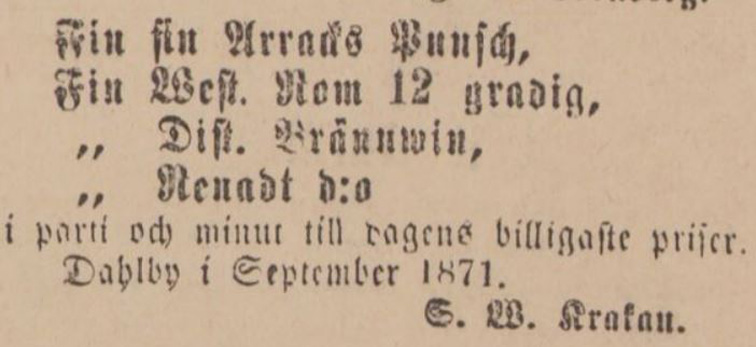 Fin fin Arracks Punsch,
Fin West. Rom 12 gradig,
„ Dist. Brännwin,
„ Renadt d:o
i parti och minut till dagens billigaste priser.
Dahlby i September 1871.
S. W. Krakau.